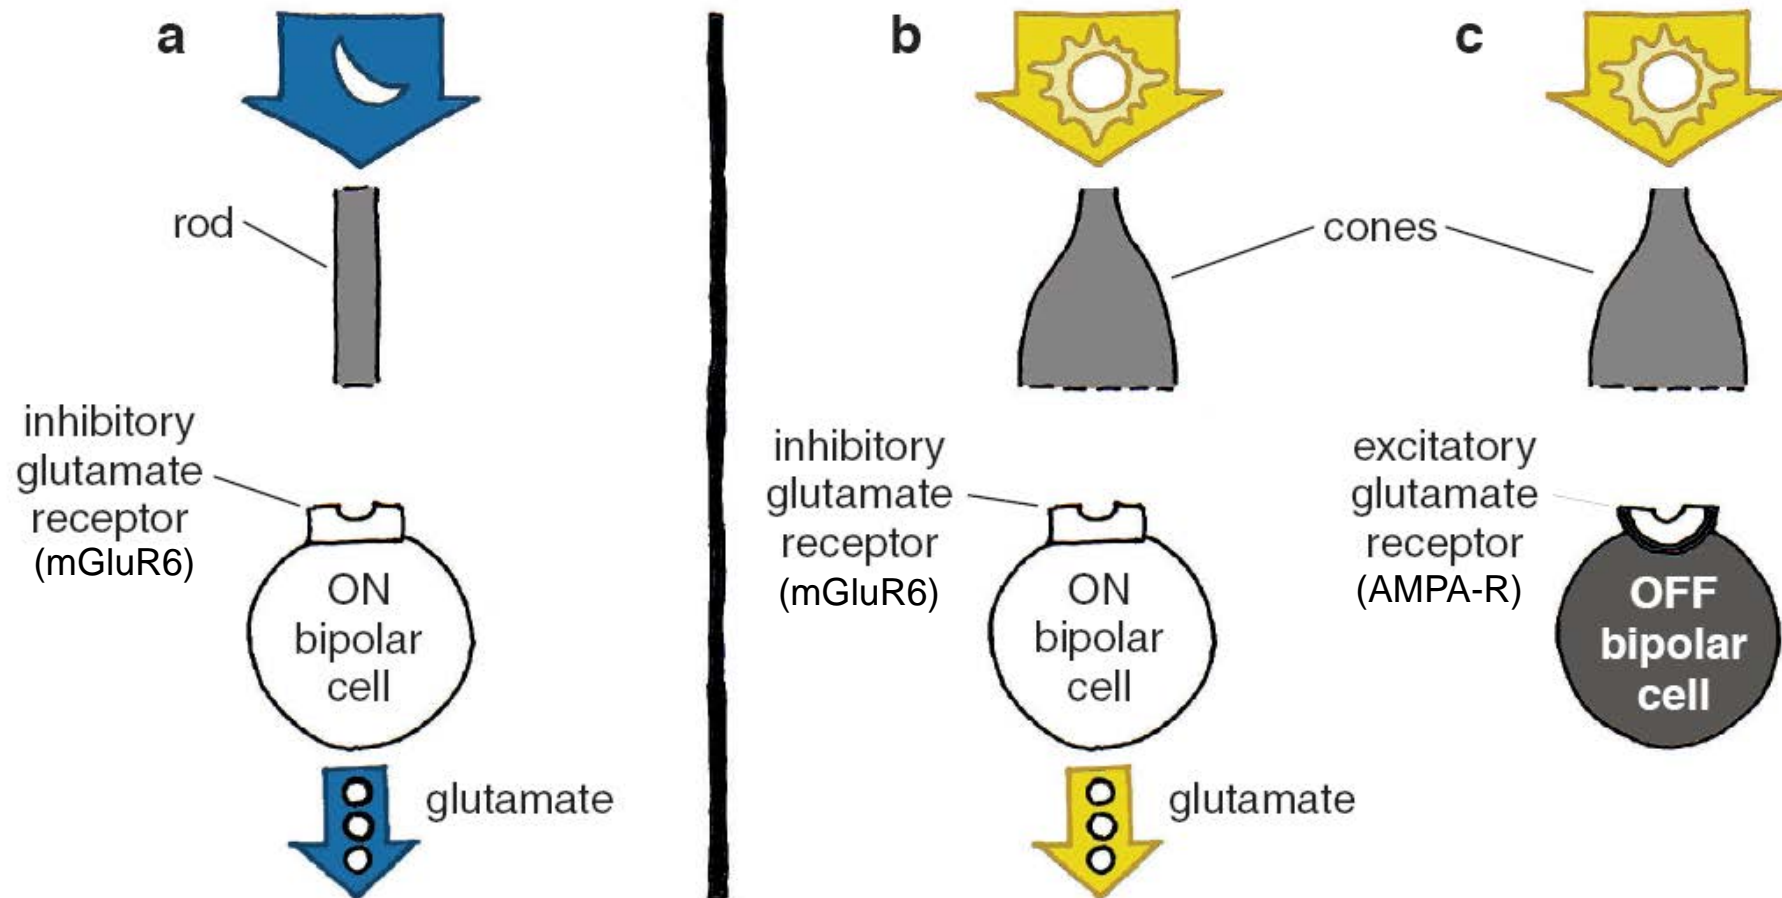 a
rod
inhibitory
glutamate
receptor
(mGluR6)
ON
bipolar
cell
glutamate
b
c
cones
inhibitory
glutamate
receptor
(mGluR6)
ON
bipolar
cell
glutamate
excitatory
glutamate
receptor
(AMPA-R)
OFF
bipolar
cell